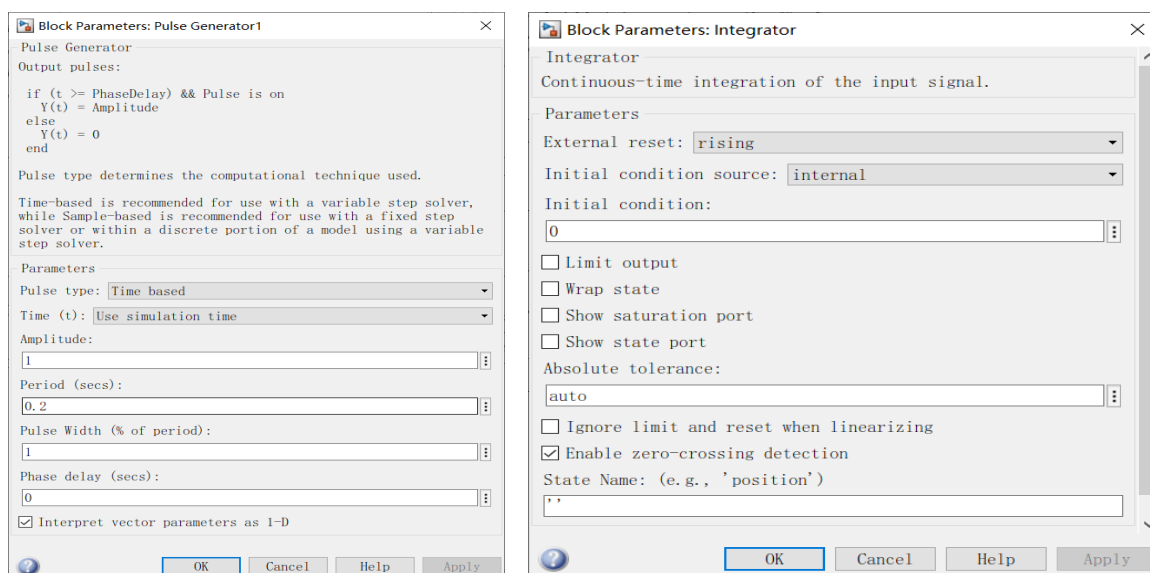 Block Parameters: Pulse Generator1
Pulse Generator
Output pulses:
if (t >= PhaseDelay) && Pulse is on
Y(t) = Amplitude
else
Y(t) = 0
end
Pulse type determines the computational technique used.
Time-based is recommended for use with a variable step solver,
while Sample-based is recommended for use with a fixed step
solver or within a discrete portion of a model using a variable
step solver.
Parameters
Pulse type: Time based
Time (t): Use simulation time
Amplitude:
1
Period (secs):
0.2
Pulse Width (% of period):
1
Phase delay (secs):
0
Interpret vector parameters as 1-D
OK Cancel Help Apply
Block Parameters: Integrator
Integrator
Continuous-time integration of the input signal.
Parameters
External reset: rising
Initial condition source: internal
Initial condition:
0
Limit output
Wrap state
Show saturation port
Show state port
Absolute tolerance:
auto
Ignore limit and reset when linearizing
Enable zero-crossing detection
State Name: (e.g., 'position')
''
OK Cancel Help Apply